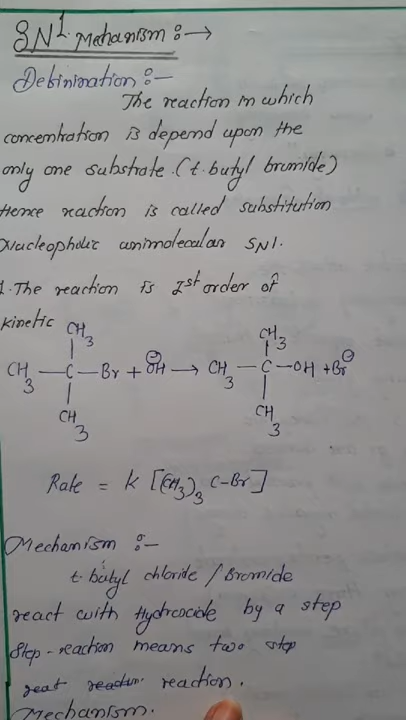 SN1 Mechanism :→
Definination :-
The reaction in which
concentration is depend upon the
only one substrate.(t.butyl bromide)
Hence reaction is called substitution
Nucleophilic unimolecular SN1.
1.The reaction is 1st order of
kinetic
CH3 CH3
CH3 — C — Br + ⊖OH → CH3 — C — OH + Br⊖
CH3 CH3
Rate = K [(CH3)3 C-Br]
Mechanism :-
t.butyl chloride / Bromide
react with Hydrocide by a step
Step-reaction means two step
reaction.
Mechanism.